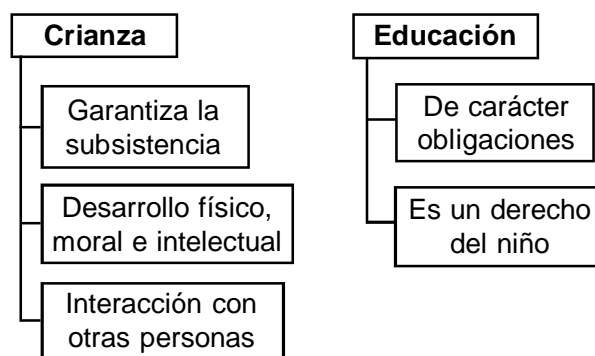 Crianza
Garantiza la
subsistencia
Desarrollo físico,
moral e intelectual
Interacción con
otras personas
Educación
De carácter
obligaciones
Es un derecho
del niño